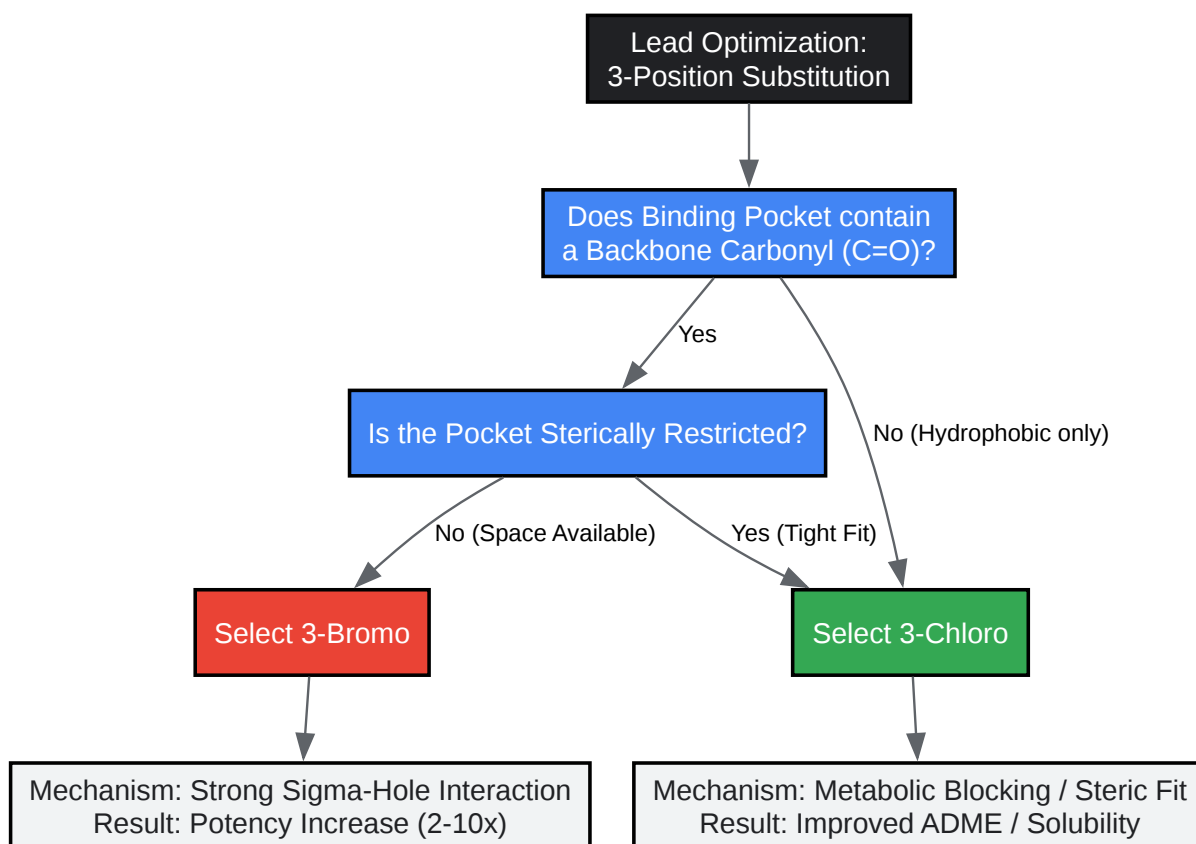 Lead Optimization:
3-Position Substitution
Does Binding Pocket contain
a Backbone Carbonyl (C=O)?
Yes
Is the Pocket Sterically Restricted?
No (Hydrophobic only)
No (Space Available)
Yes (Tight Fit)
Select 3-Bromo
Select 3-Chloro
Mechanism: Strong Sigma-Hole Interaction
Result: Potency Increase (2-10x)
Mechanism: Metabolic Blocking / Steric Fit
Result: Improved ADME / Solubility